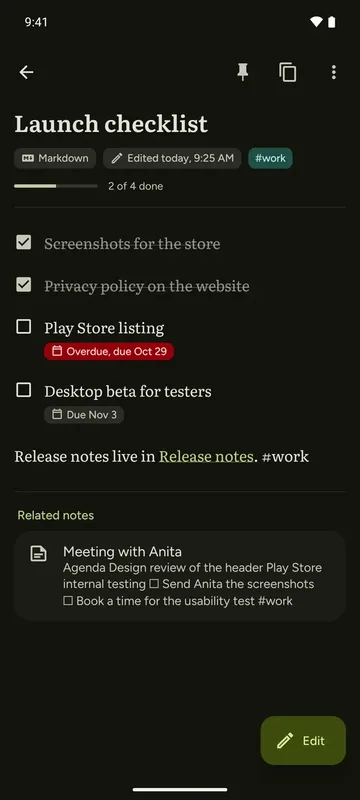 9:41
Launch checklist
Markdown
Edited today, 9:25 AM
#work
2 of 4 done
Screenshots for the store
Privacy policy on the website
Play Store listing
Overdue, due Oct 29
Desktop beta for testers
Due Nov 3
Release notes live in Release notes. #work
Related notes
Meeting with Anita
Agenda Design review of the header Play Store
internal testing ☐ Send Anita the screenshots
☐ Book a time for the usability test #work
Edit